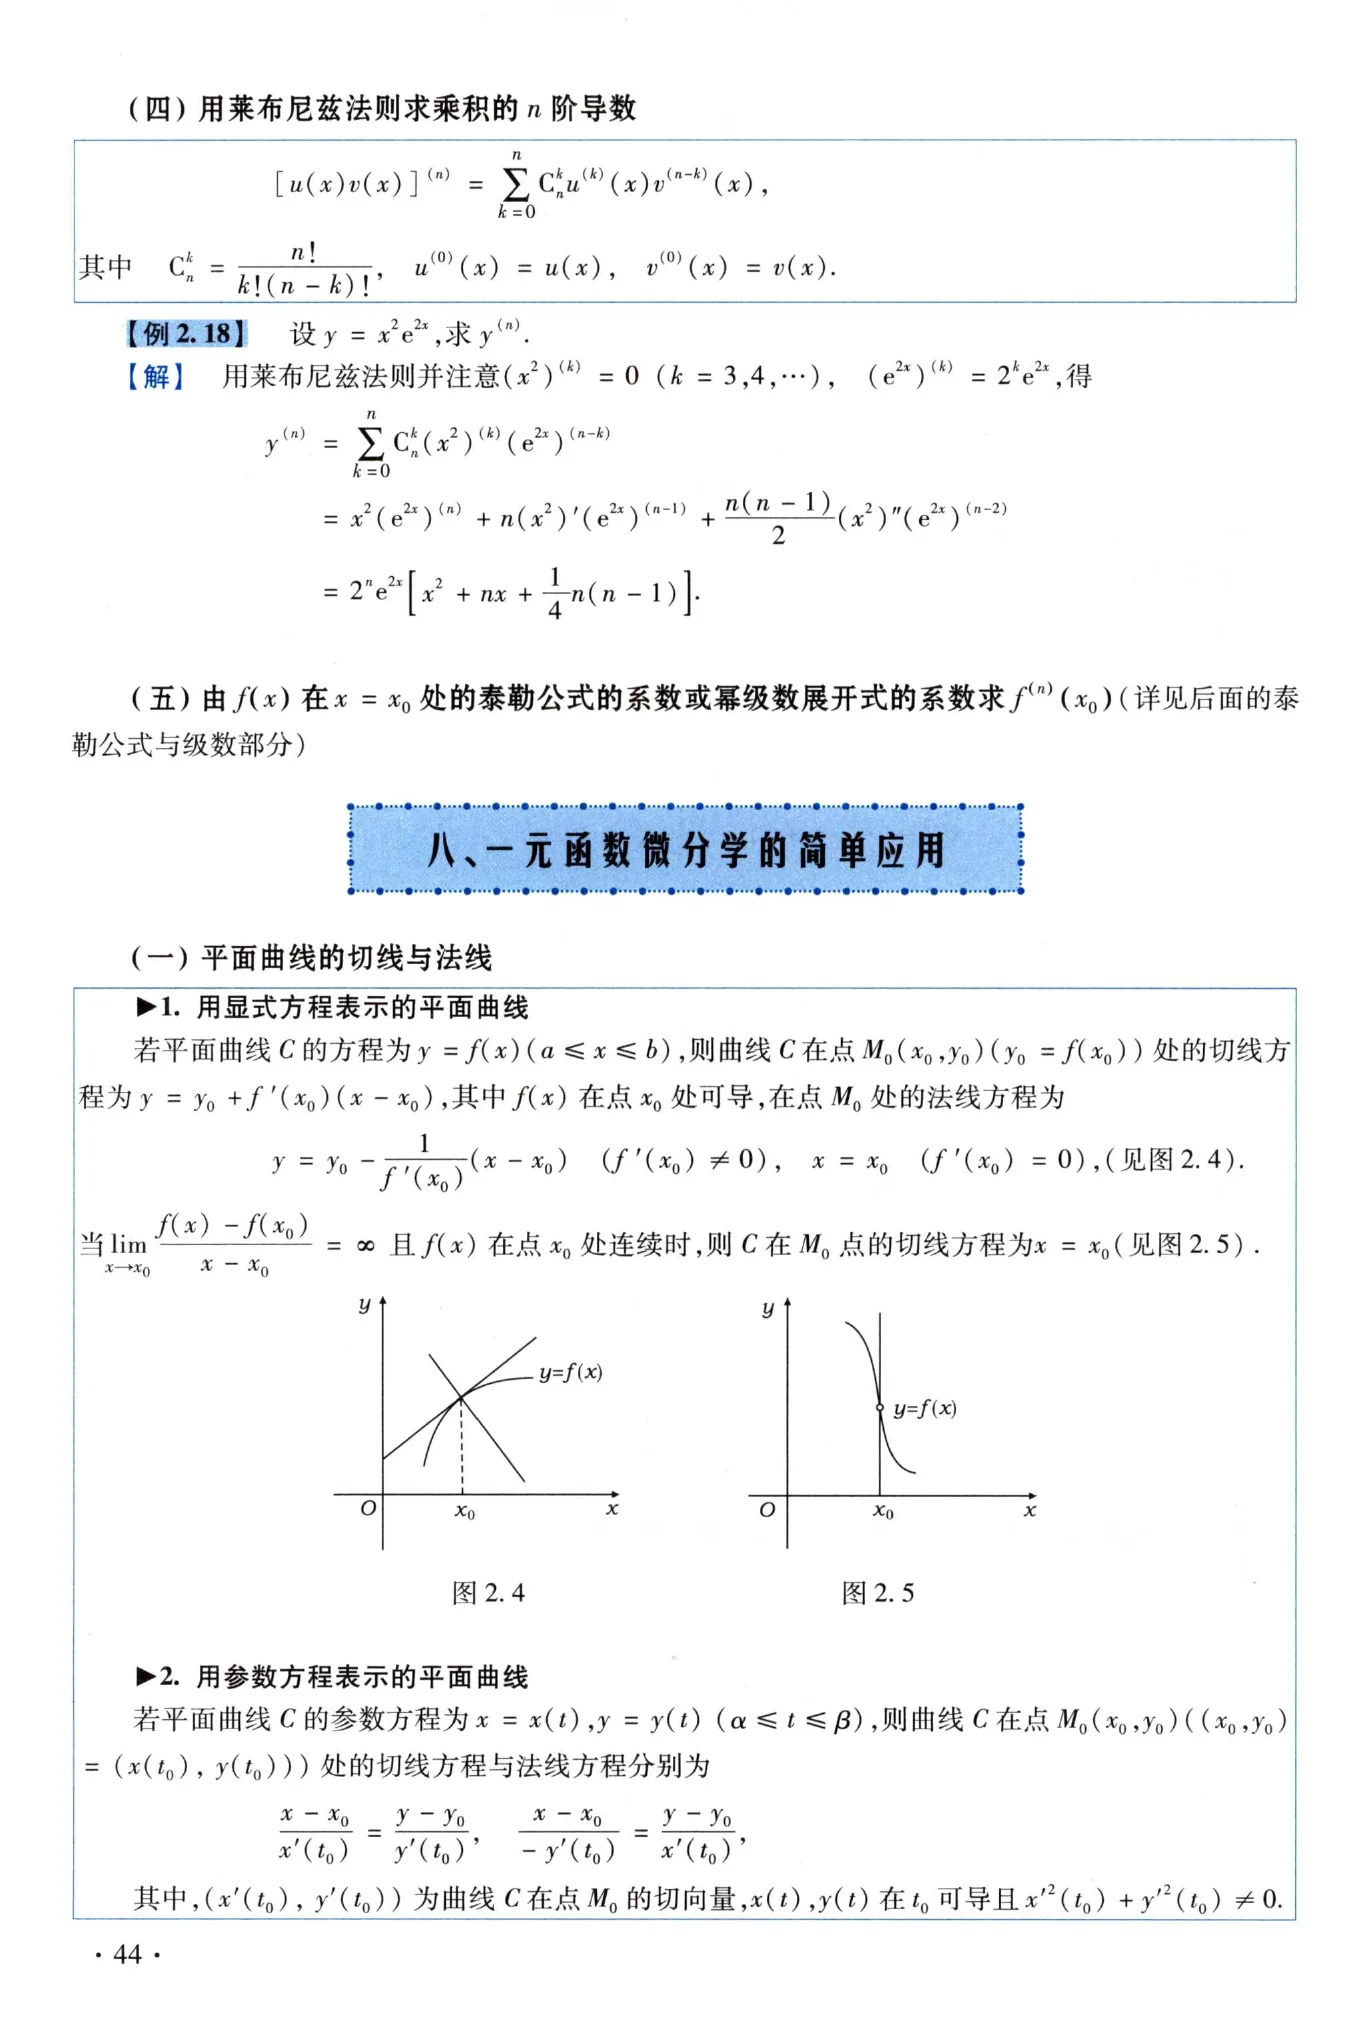 (四) 用莱布尼兹法则求乘积的 n 阶导数
$[u(x)v(x)]^{(n)} = \sum_{k=0}^{n} C_n^k u^{(k)}(x) v^{(n-k)}(x),$
其中 $C_n^k = \frac{n!}{k!(n-k)!}, \quad u^{(0)}(x) = u(x), \quad v^{(0)}(x) = v(x).$
【例 2.18】 设 $y = x^2 e^{2x}$,求 $y^{(n)}$.
【解】 用莱布尼兹法则并注意$(x^2)^{(k)} = 0 (k = 3,4,\cdots), (e^{2x})^{(k)} = 2^k e^{2x}$,得
$y^{(n)} = \sum_{k=0}^{n} C_n^k (x^2)^{(k)} (e^{2x})^{(n-k)}$
$= x^2 (e^{2x})^{(n)} + n(x^2)'(e^{2x})^{(n-1)} + \frac{n(n-1)}{2}(x^2)''(e^{2x})^{(n-2)}$
$= 2^n e^{2x} \left[ x^2 + nx + \frac{1}{4}n(n-1) \right].$
(五) 由 $f(x)$ 在 $x = x_0$ 处的泰勒公式的系数或幂级数展开式的系数求 $f^{(n)}(x_0)$(详见后面的泰
勒公式与级数部分)
八、一元函数微分学的简单应用
(一) 平面曲线的切线与法线
▶1. 用显式方程表示的平面曲线
若平面曲线 C 的方程为 $y = f(x)(a \leqslant x \leqslant b)$,则曲线 C 在点 $M_0(x_0,y_0)(y_0 = f(x_0))$ 处的切线方
程为 $y = y_0 + f'(x_0)(x - x_0)$,其中 $f(x)$ 在点 $x_0$ 处可导,在点 $M_0$ 处的法线方程为
$y = y_0 - \frac{1}{f'(x_0)}(x - x_0) \quad (f'(x_0) \neq 0), \quad x = x_0 \quad (f'(x_0) = 0)$,(见图 2.4).
当$\lim_{x \to x_0} \frac{f(x) - f(x_0)}{x - x_0} = \infty$ 且 $f(x)$ 在点 $x_0$ 处连续时,则 C 在 $M_0$ 点的切线方程为$x = x_0$(见图 2.5).
y
y=f(x)
O
$x_0$
x
y
y=f(x)
O
$x_0$
x
图 2.4
图 2.5
▶2. 用参数方程表示的平面曲线
若平面曲线 C 的参数方程为 $x = x(t), y = y(t) (\alpha \leqslant t \leqslant \beta)$,则曲线 C 在点 $M_0(x_0,y_0)((x_0,y_0)$
$= (x(t_0), y(t_0)))$ 处的切线方程与法线方程分别为
$\frac{x - x_0}{x'(t_0)} = \frac{y - y_0}{y'(t_0)}, \quad \frac{x - x_0}{-y'(t_0)} = \frac{y - y_0}{x'(t_0)},$
其中,$(x'(t_0), y'(t_0))$ 为曲线 C 在点 $M_0$ 的切向量,$x(t),y(t)$ 在 $t_0$ 可导且 $x'^2(t_0) + y'^2(t_0) \neq 0$.
· 44 ·